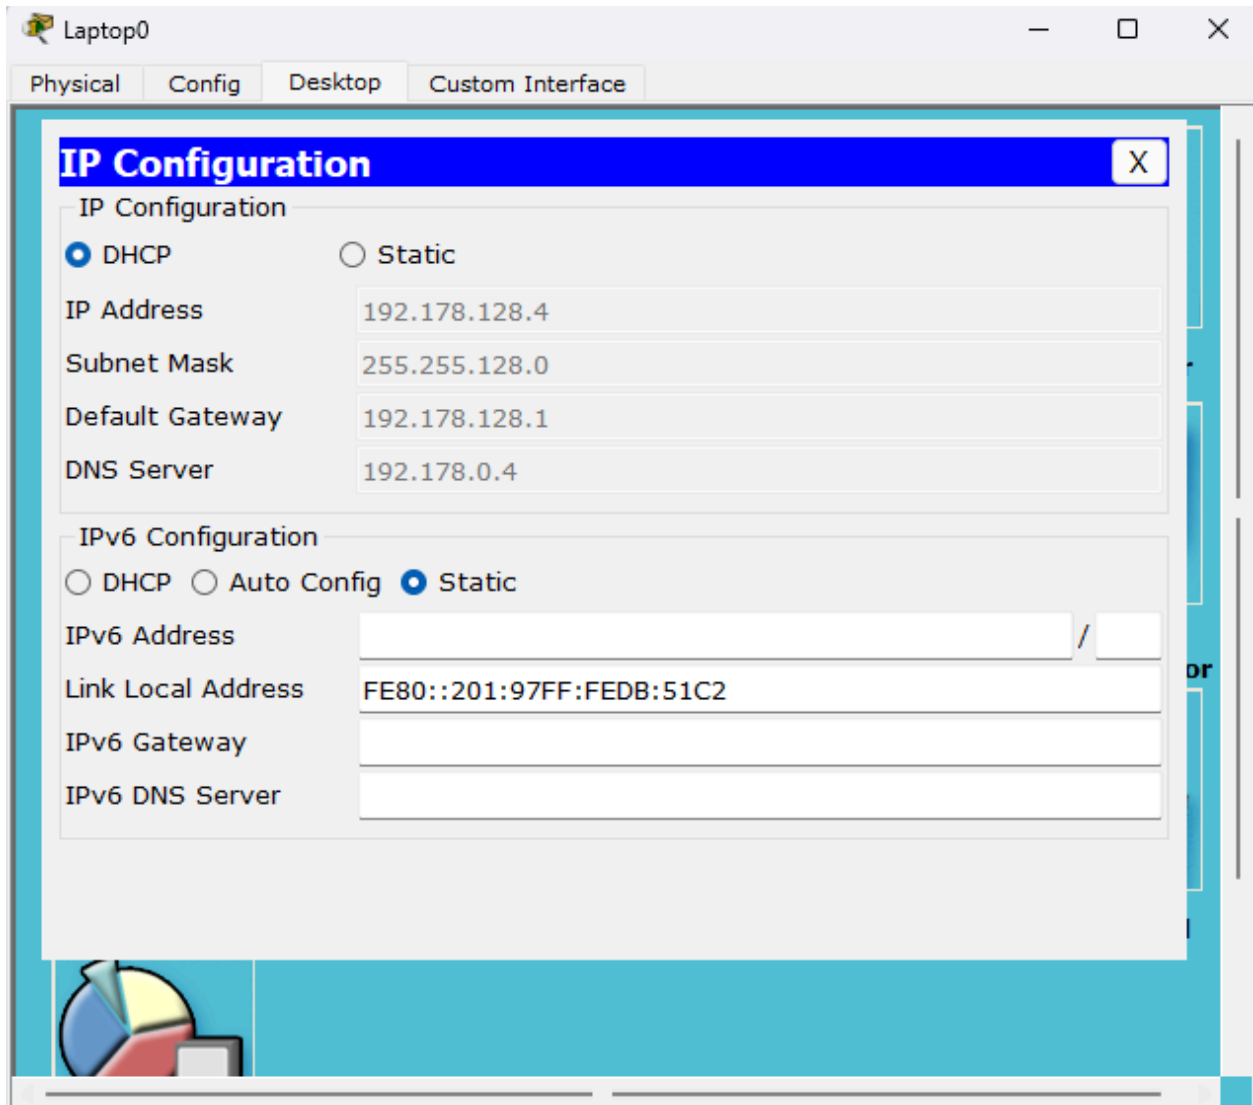 Laptop0
Physical Config Desktop Custom Interface
IP Configuration X
IP Configuration
DHCP Static
IP Address 192.178.128.4
Subnet Mask 255.255.128.0
Default Gateway 192.178.128.1
DNS Server 192.178.0.4
IPv6 Configuration
DHCP Auto Config Static
IPv6 Address /
Link Local Address FE80::201:97FF:FEDB:51C2
or
IPv6 Gateway
IPv6 DNS Server